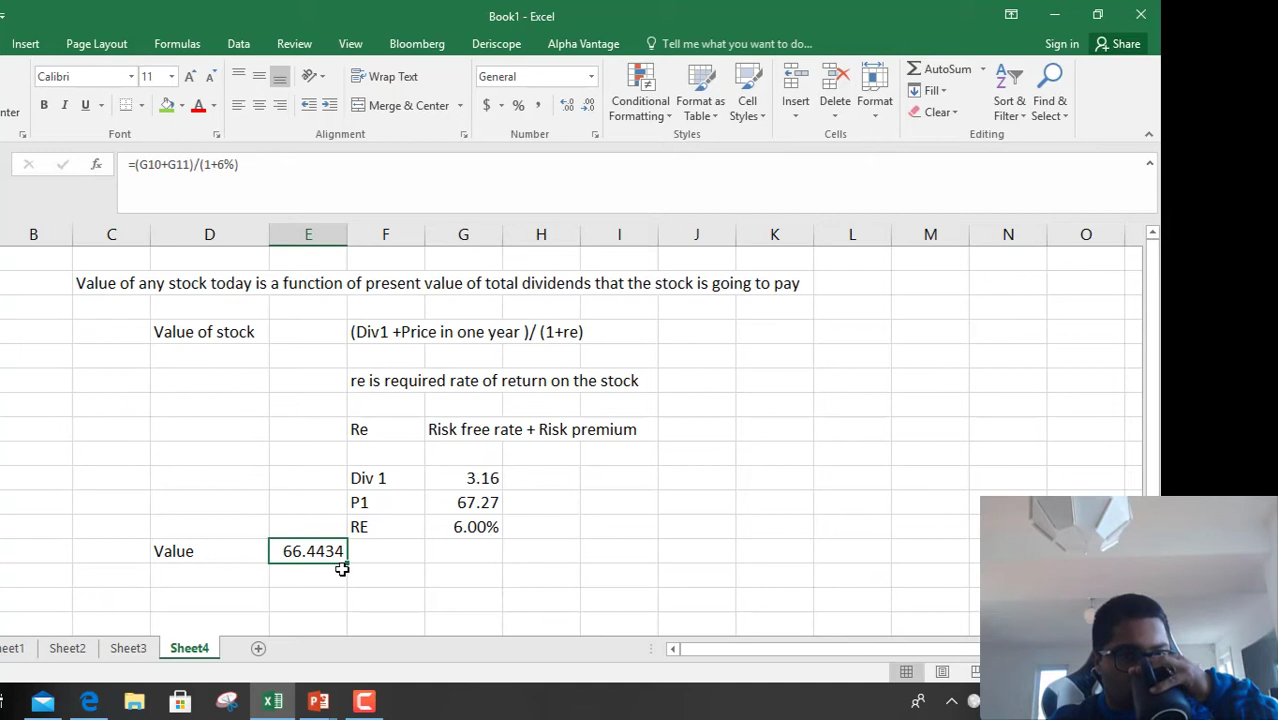 Book1 - Excel
Insert Page Layout Formulas Data Review View Bloomberg Deriscope Alpha Vantage Tell me what you want to do... Sign in Share
Calibri 11 Wrap Text General AutoSum
Fill
B I U A Merge & Center $ % , Conditional Formatting Format as Table Cell Styles Insert Delete Format Clear Sort & Filter Find & Select
Font Alignment Number Styles Cells Editing
fx =(G10+G11)/(1+6%)
B C D E F G H I J K L M N O
Value of any stock today is a function of present value of total dividends that the stock is going to pay
Value of stock (Div1 +Price in one year )/ (1+re)
re is required rate of return on the stock
Re Risk free rate + Risk premium
Div 1 3.16
P1 67.27
RE 6.00%
Value 66.4434
Sheet2 Sheet3 Sheet4